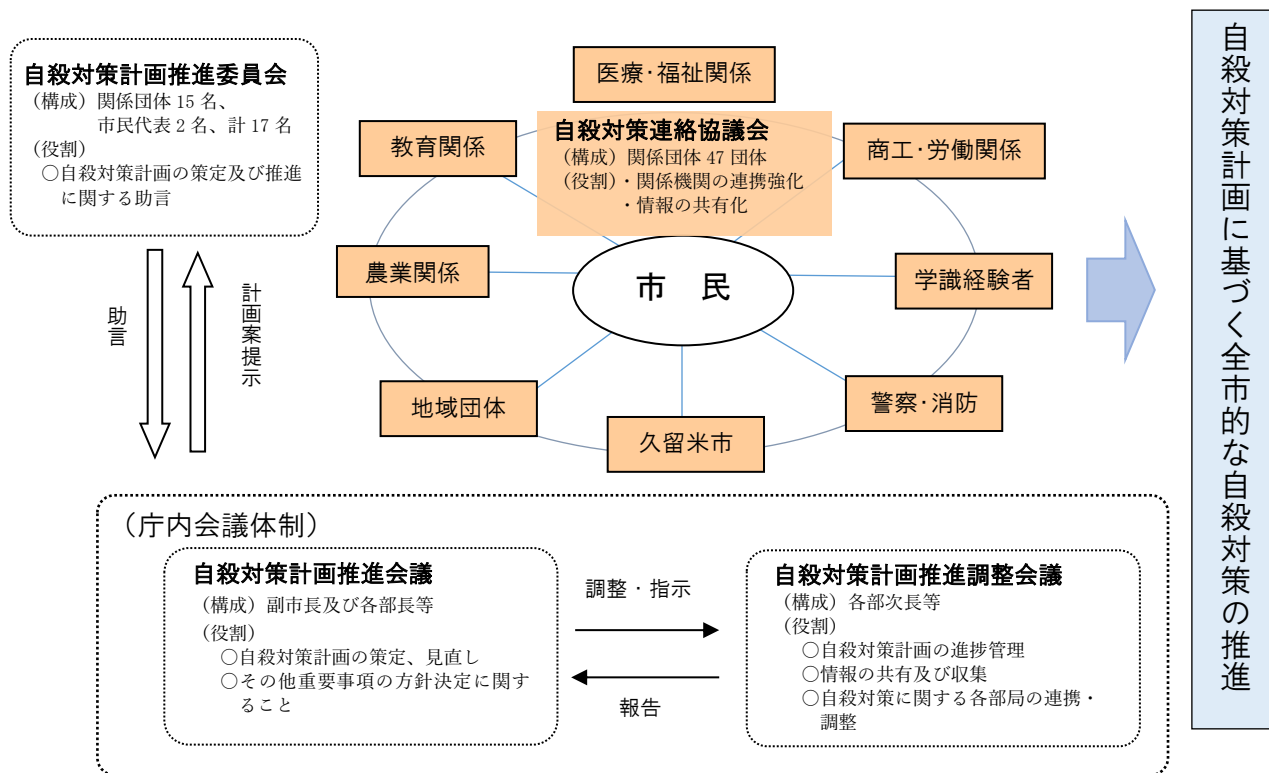 自殺対策計画推進委員会
（構成）関係団体 15 名、
市民代表 2 名、計 17 名
（役割）
○自殺対策計画の策定及び推進
に関する助言
助言
計画案提示
医療・福祉関係
自殺対策連絡協議会
（構成）関係団体 47 団体
（役割）・関係機関の連携強化
・情報の共有化
教育関係
商工・労働関係
農業関係
市　民
学識経験者
地域団体
久留米市
警察・消防
（庁内会議体制）
自殺対策計画推進会議
（構成）副市長及び各部長等
（役割）
○自殺対策計画の策定、見直し
○その他重要事項の方針決定に関す
ること
調整・指示
報告
自殺対策計画推進調整会議
（構成）各部次長等
（役割）
○自殺対策計画の進捗管理
○情報の共有及び収集
○自殺対策に関する各部局の連携・
調整
自殺対策計画に基づく全市的な自殺対策の推進